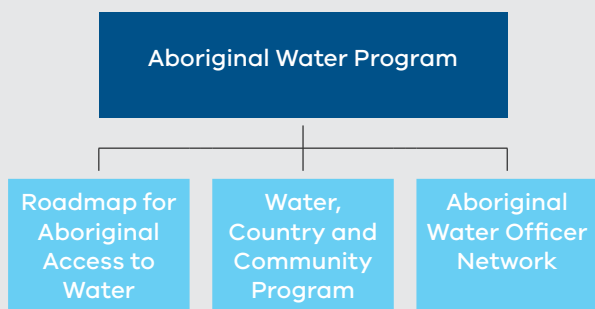 Aboriginal Water Program
Roadmap for
Aboriginal
Access to
Water
Water,
Country and
Community
Program
Aboriginal
Water Officer
Network